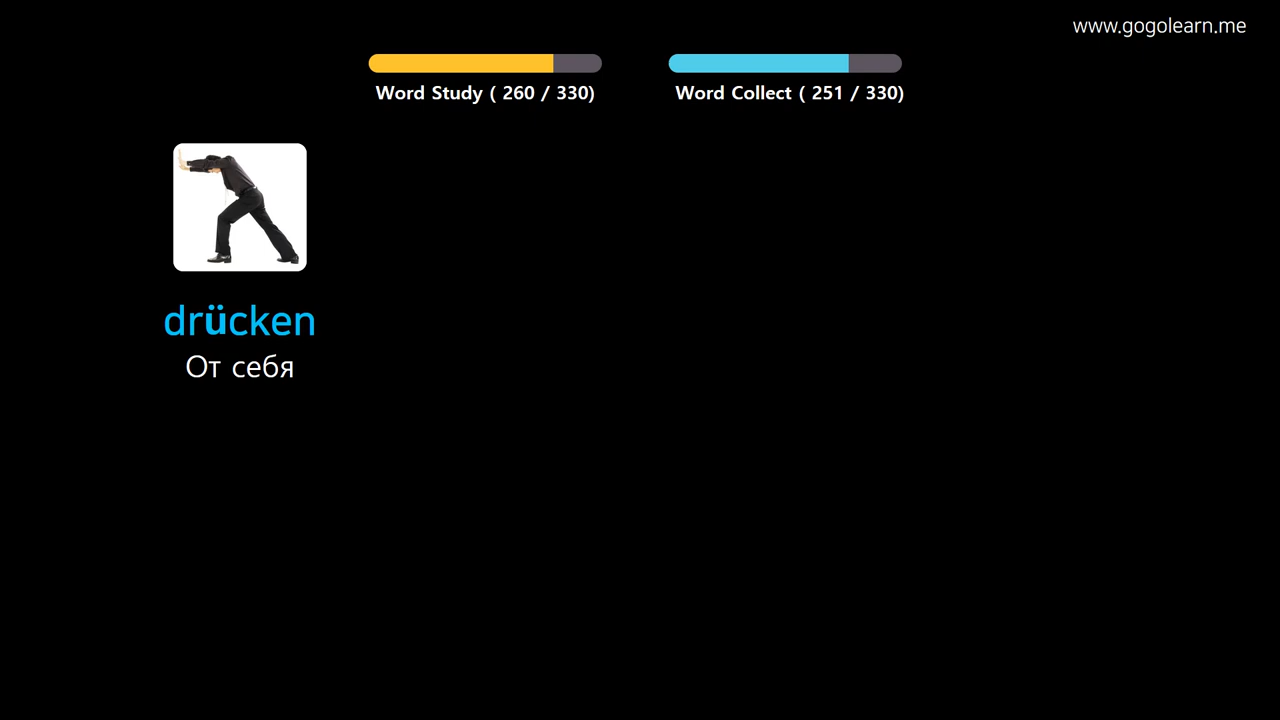 www.gogolearn.me
Word Study ( 260 / 330)
Word Collect ( 251 / 330)
drücken
От себя